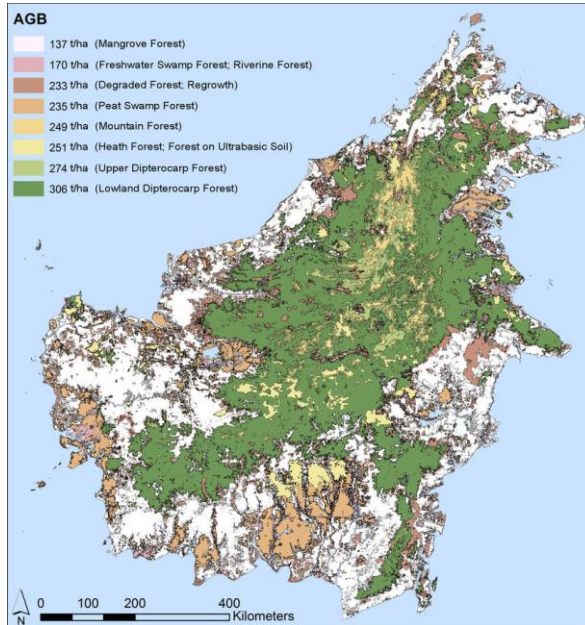 AGB
137 t/ha (Mangrove Forest)
170 t/ha (Freshwater Swamp Forest; Riverine Forest)
233 t/ha (Degraded Forest; Regrowth)
235 t/ha (Peat Swamp Forest)
249 t/ha (Mountain Forest)
251 t/ha (Heath Forest; Forest on Ultrabasic Soil)
274 t/ha (Upper Dipterocarp Forest)
306 t/ha (Lowland Dipterocarp Forest)
N
0 100 200 400
Kilometers